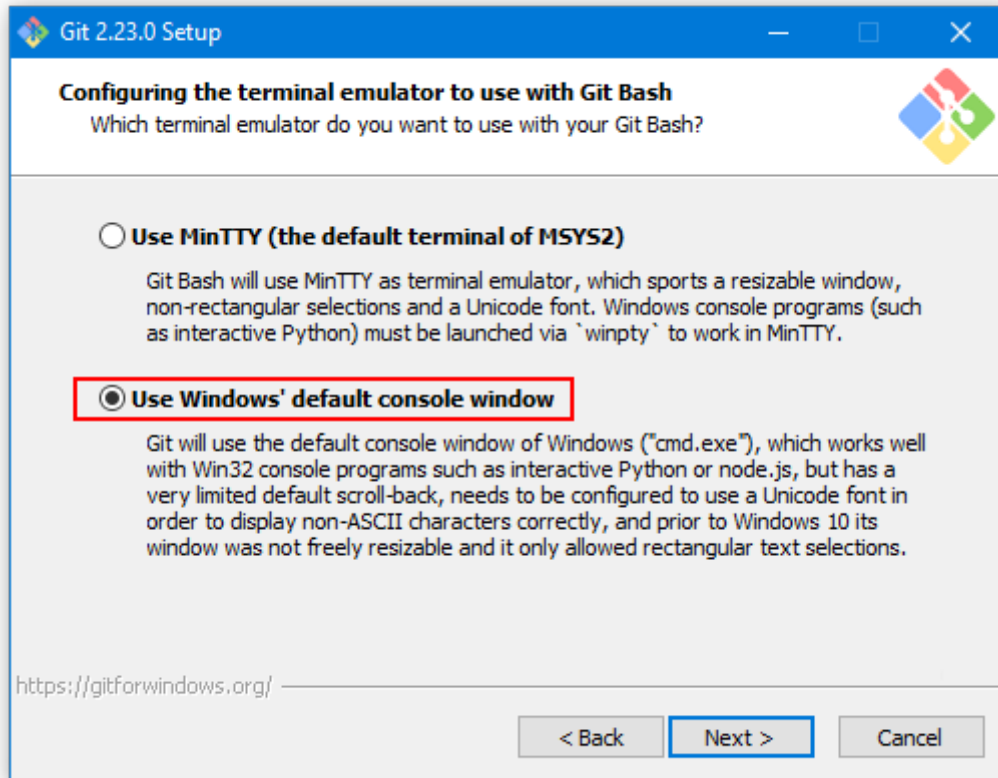 Git 2.23.0 Setup
Configuring the terminal emulator to use with Git Bash
Which terminal emulator do you want to use with your Git Bash?
Use MinTTY (the default terminal of MSYS2)
Git Bash will use MinTTY as terminal emulator, which sports a resizable window,
non-rectangular selections and a Unicode font. Windows console programs (such
as interactive Python) must be launched via `winpty` to work in MinTTY.
Use Windows' default console window
Git will use the default console window of Windows ("cmd.exe"), which works well
with Win32 console programs such as interactive Python or node.js, but has a
very limited default scroll-back, needs to be configured to use a Unicode font in
order to display non-ASCII characters correctly, and prior to Windows 10 its
window was not freely resizable and it only allowed rectangular text selections.
https://gitforwindows.org/
< Back Next > Cancel